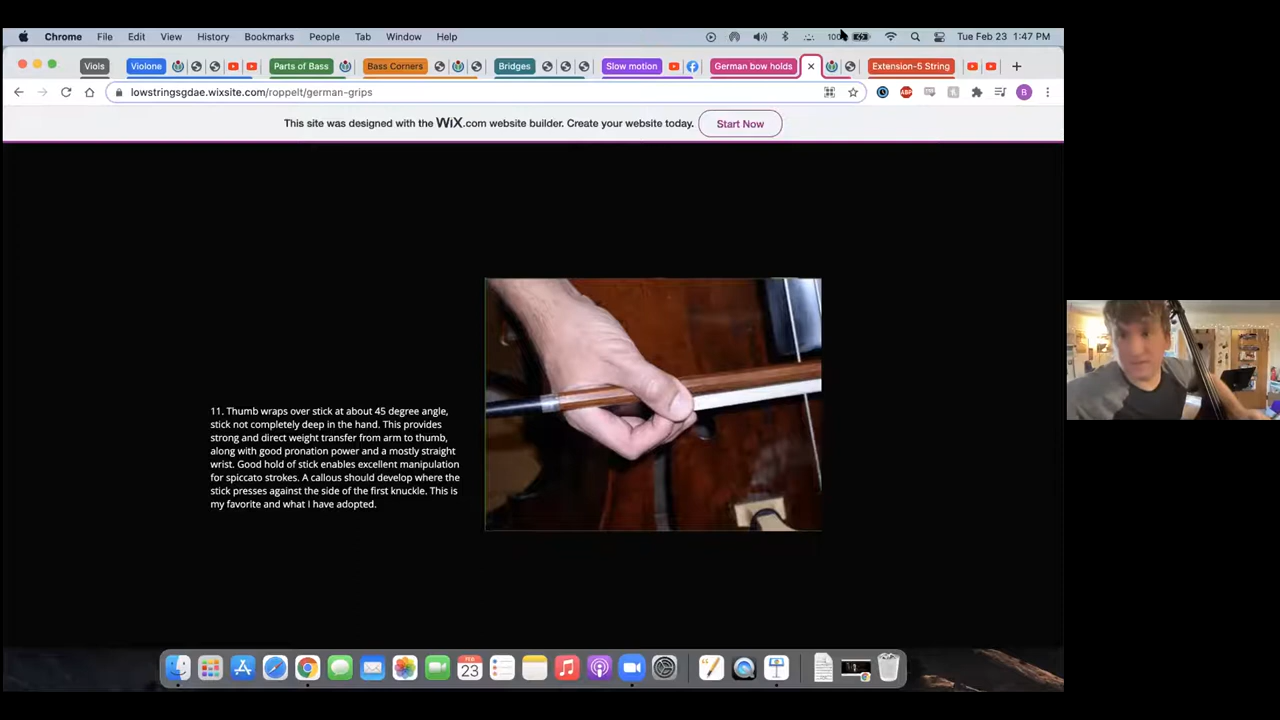 Chrome File Edit View History Bookmarks People Tab Window Help Tue Feb 23 1:47 PM
Viols Violone Parts of Bass Bass Corners Bridges Slow motion German bow holds Extension-5 String
lowstringsgdae.wixsite.com/roppelt/german-grips ABP B
This site was designed with the WiX.com website builder. Create your website today. Start Now
11. Thumb wraps over stick at about 45 degree angle,
stick not completely deep in the hand. This provides
strong and direct weight transfer from arm to thumb,
along with good pronation power and a mostly straight
wrist. Good hold of stick enables excellent manipulation
for spiccato strokes. A callous should develop where the
stick presses against the side of the first knuckle. This is
my favorite and what i have adopted.
FEB
23